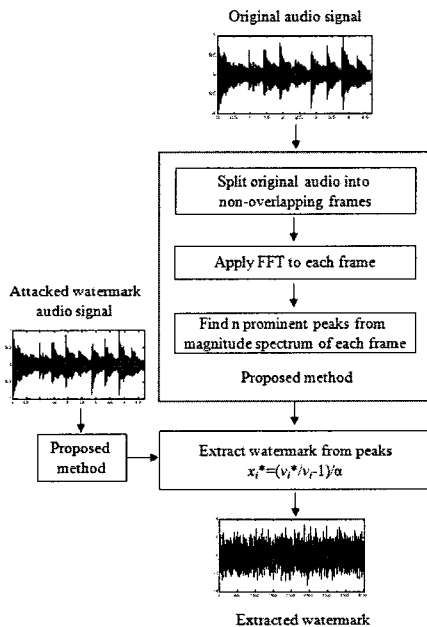 Original audio signal
Split original audio into
non-overlapping frames
Apply FFT to each frame
Find n prominent peaks from
magnitude spectrum of each frame
Proposed method
Attacked watermark
audio signal
Proposed
method
Extract watermark from peaks
xᵢ*=(vᵢ*/vᵢ-1)/α
Extracted watermark